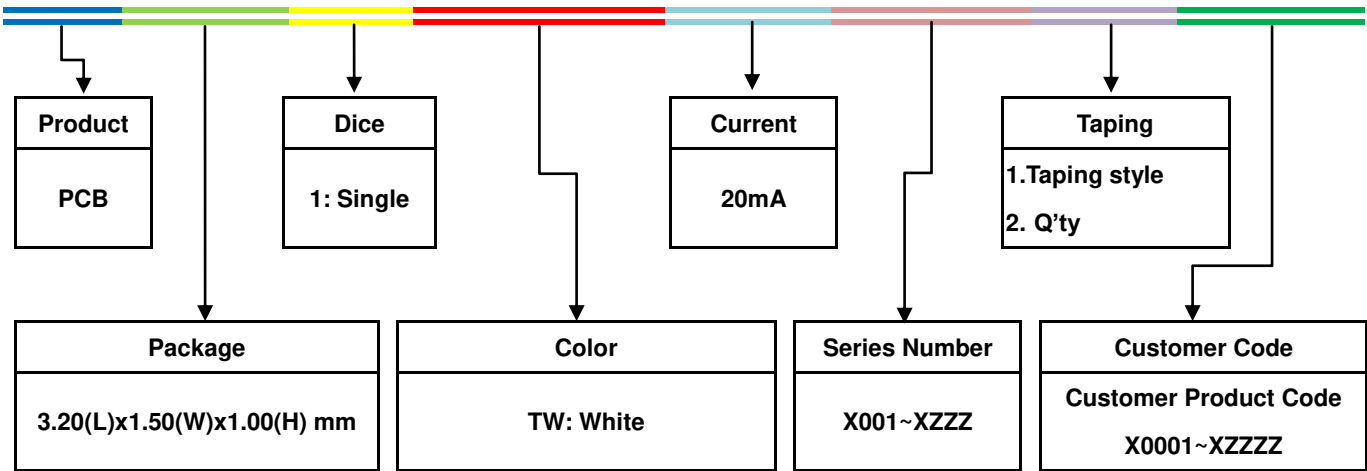 Product
PCB
Dice
1: Single
Current
20mA
Taping
1.Taping style
2. Q’ty
Package
3.20(L)x1.50(W)x1.00(H) mm
Color
TW: White
Series Number
X001~XZZZ
Customer Code
Customer Product Code
X0001~XZZZZ